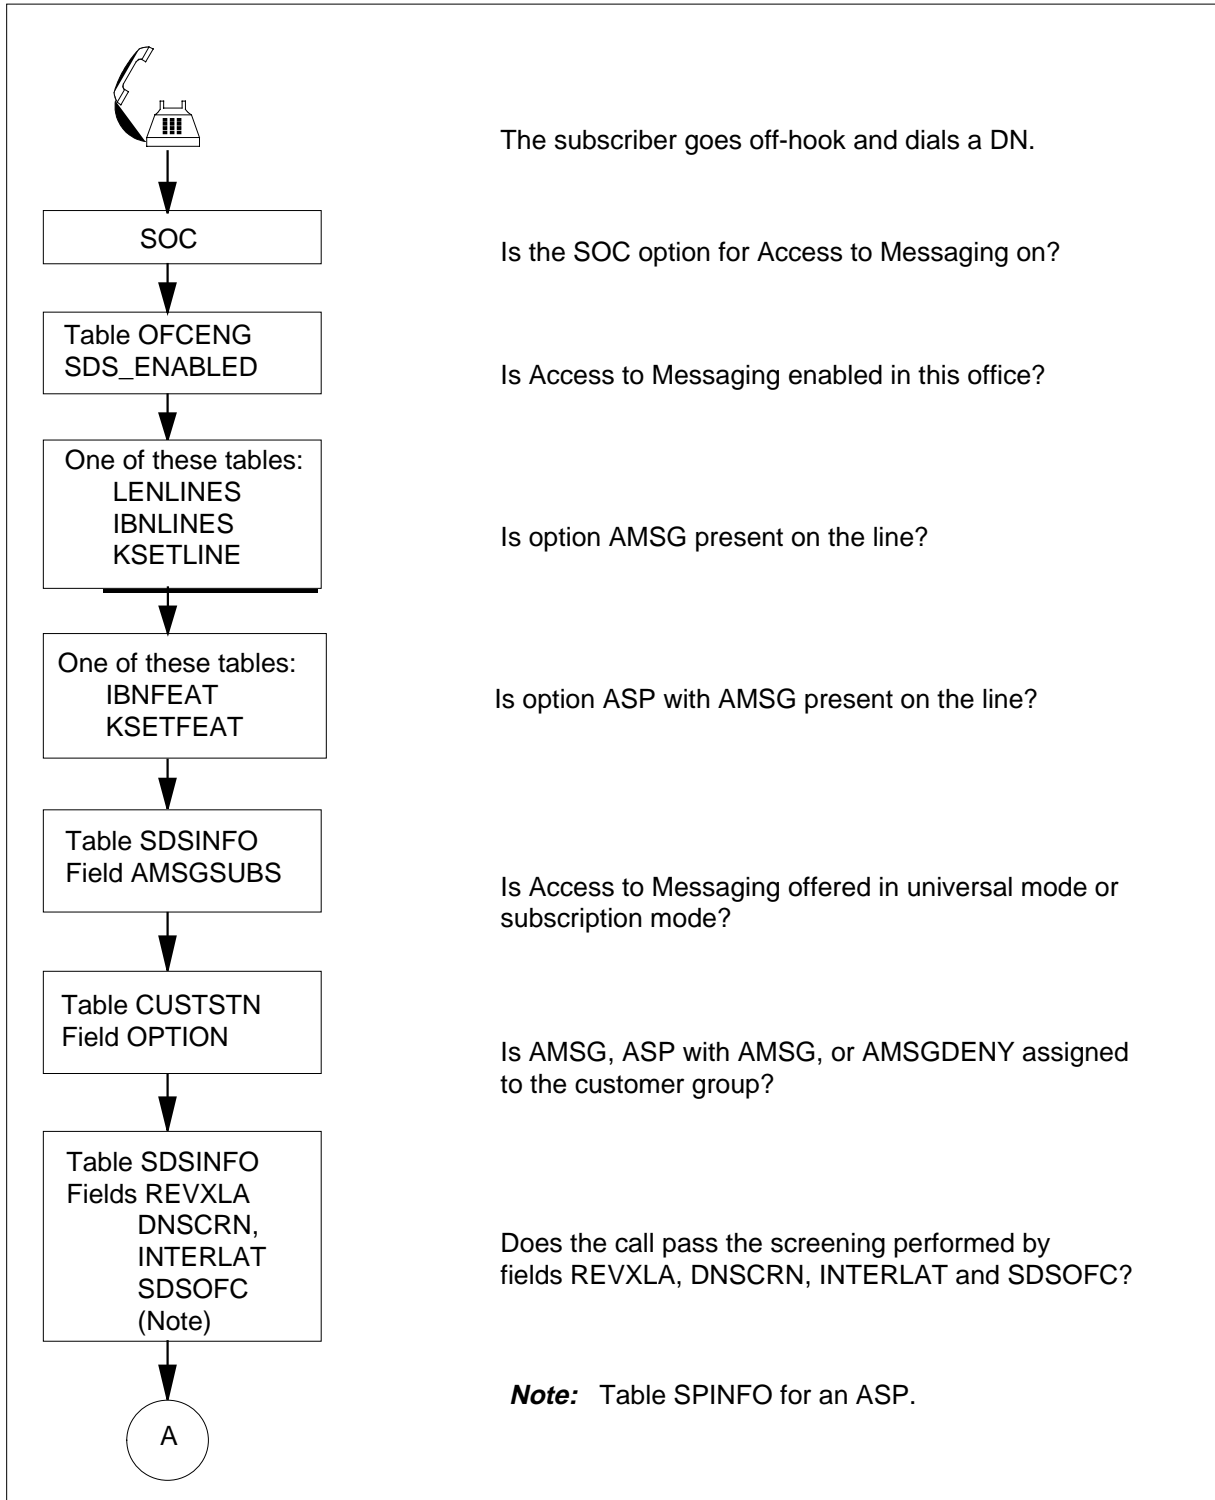 The subscriber goes off-hook and dials a DN.
SOC
Is the SOC option for Access to Messaging on?
Table OFCENG
SDS_ENABLED
Is Access to Messaging enabled in this office?
One of these tables:
LENLINES
IBNLINES
KSETLINE
Is option AMSG present on the line?
One of these tables:
IBNFEAT
KSETFEAT
Is option ASP with AMSG present on the line?
Table SDSINFO
Field AMSGSUBS
Is Access to Messaging offered in universal mode or
subscription mode?
Table CUSTSTN
Field OPTION
Is AMSG, ASP with AMSG, or AMSGDENY assigned
to the customer group?
Table SDSINFO
Fields REVXLA
DNSCRN,
INTERLAT
SDSOFC
(Note)
Does the call pass the screening performed by
fields REVXLA, DNSCRN, INTERLAT and SDSOFC?
Note: Table SPINFO for an ASP.
A